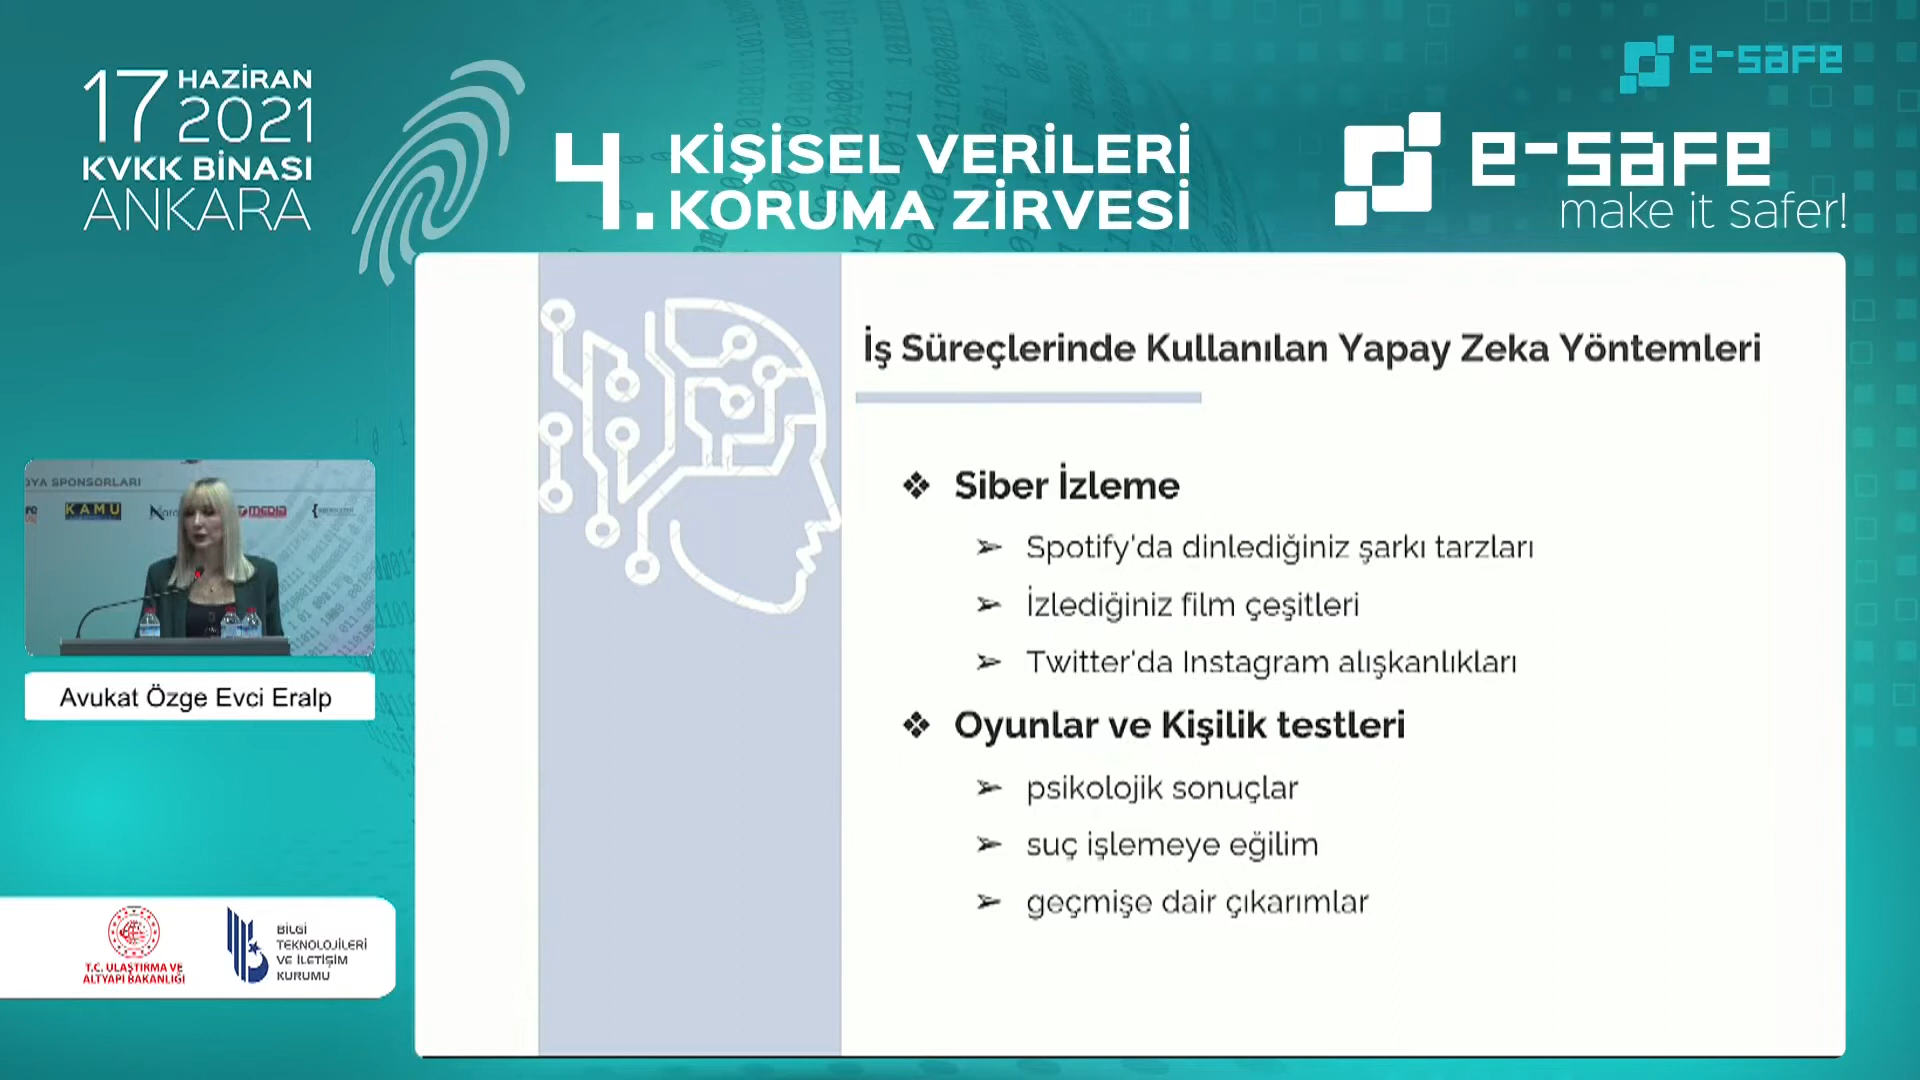 17 HAZİRAN
2021
KVKK BİNASI
ANKARA
4. KİŞİSEL VERİLERİ
KORUMA ZİRVESİ
e-safe
e-safe
make it safer!
İş Süreçlerinde Kullanılan Yapay Zeka Yöntemleri
❖ Siber İzleme
➢ Spotify'da dinlediğiniz şarkı tarzları
➢ İzlediğiniz film çeşitleri
➢ Twitter'da Instagram alışkanlıkları
❖ Oyunlar ve Kişilik testleri
➢ psikolojik sonuçlar
➢ suç işlemeye eğilim
➢ geçmişe dair çıkarımlar
DYA SPONSORLARI
KAMU
MEDIA
Avukat Özge Evci Eralp
T.C. ULAŞTIRMA VE
ALTYAPI BAKANLIĞI
BİLGİ
TEKNOLOJİLERİ
VE İLETİŞİM
KURUMU